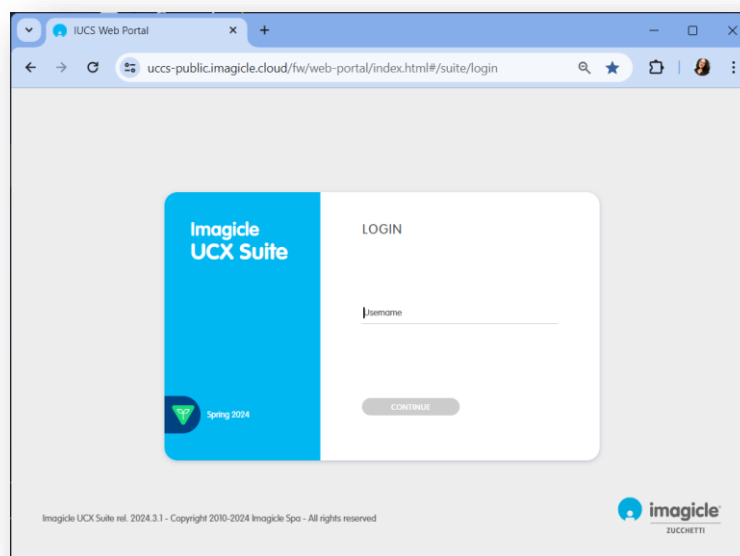 IUCS Web Portal
uccs-public.imagicle.cloud/fw/web-portal/index.html#/suite/login
Imagicle
UCX Suite
LOGIN
Username
CONTINUE
Spring 2024
Imagicle UCX Suite rel. 2024.3.1 - Copyright 2010-2024 Imagicle Spa - All rights reserved
imagicle
ZUCCHETTI